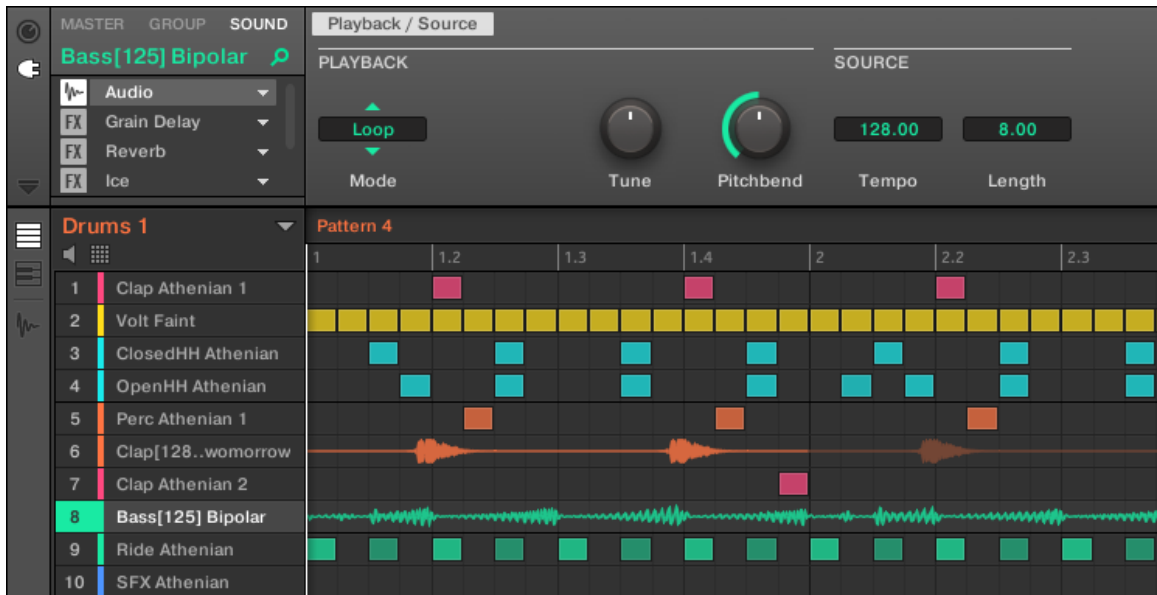 MASTER GROUP SOUND
Bass[125] Bipolar
Audio
FX Grain Delay
FX Reverb
FX Ice
Playback / Source
PLAYBACK SOURCE
Loop 128.00 8.00
Mode Tune Pitchbend Tempo Length
Drums 1
Pattern 4
1 1.2 1.3 1.4 2 2.2 2.3
1 Clap Athenian 1
2 Volt Faint
3 ClosedHH Athenian
4 OpenHH Athenian
5 Perc Athenian 1
6 Clap[128..womorrow
7 Clap Athenian 2
8 Bass[125] Bipolar
9 Ride Athenian
10 SFX Athenian